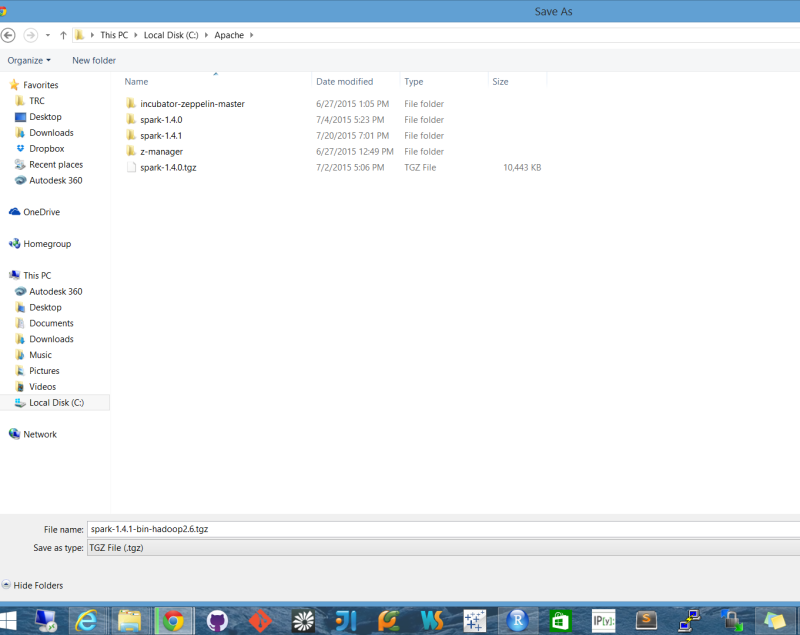 Save As
This PC Local Disk (C:) Apache
Organize New folder
Name Date modified Type Size
Favorites
TRC
Desktop
Downloads
Dropbox
Recent places
Autodesk 360
OneDrive
Homegroup
This PC
Autodesk 360
Desktop
Documents
Downloads
Music
Pictures
Videos
Local Disk (C:)
Network
incubator-zeppelin-master 6/27/2015 1:05 PM File folder
spark-1.4.0 7/4/2015 5:23 PM File folder
spark-1.4.1 7/20/2015 7:01 PM File folder
z-manager 6/27/2015 12:49 PM File folder
spark-1.4.0.tgz 7/2/2015 5:06 PM TGZ File 10,443 KB
File name: spark-1.4.1-bin-hadoop2.6.tgz
Save as type: TGZ File (.tgz)
Hide Folders
WS R IP[y]: S